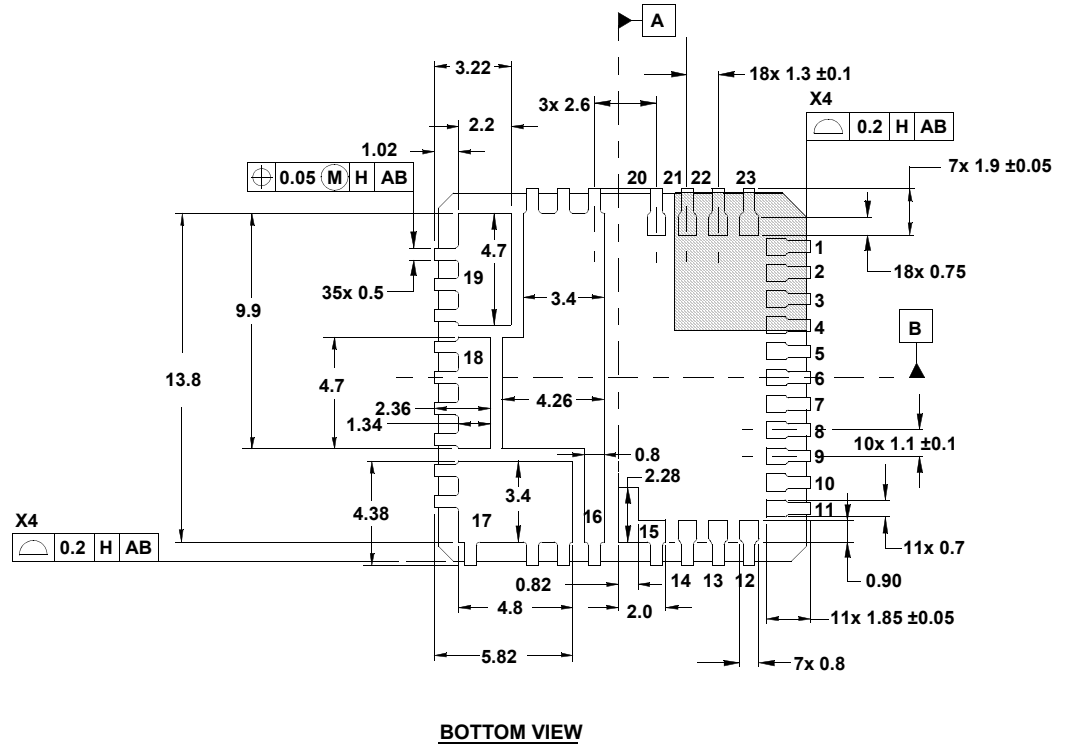 A
3.22
18x 1.3 ±0.1
X4
3x 2.6
2.2
0.2 H AB
1.02
7x 1.9 ±0.05
0.05 M H AB
20 21 22 23
1
4.7
2
18x 0.75
19
35x 0.5
3
3.4
9.9
4
B
5
18
13.8
4.7
6
2.36
4.26
7
1.34
8
10x 1.1 ±0.1
0.8
9
2.28
10
3.4
4.38
11
X4
17
16
15
0.2 H AB
11x 0.7
0.82
14 13 12
0.90
4.8
2.0
11x 1.85 ±0.05
5.82
7x 0.8
BOTTOM VIEW